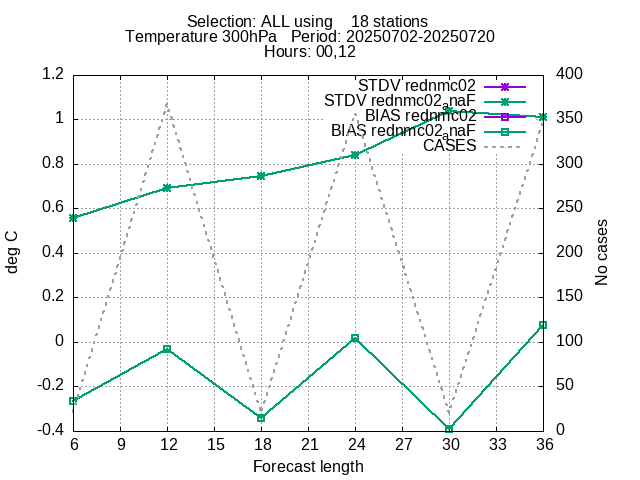 Selection: ALL using    18 stations
Temperature 300hPa   Period: 20250702-20250720
Hours: 00,12
STDV rednmc02
STDV rednmc02anaF
BIAS rednmc02
BIAS rednmc02anaF
CASES
1.2
1
0.8
0.6
0.4
0.2
0
-0.2
-0.4
deg C
400
350
300
250
200
150
100
50
0
No cases
6 9 12 15 18 21 24 27 30 33 36
Forecast length